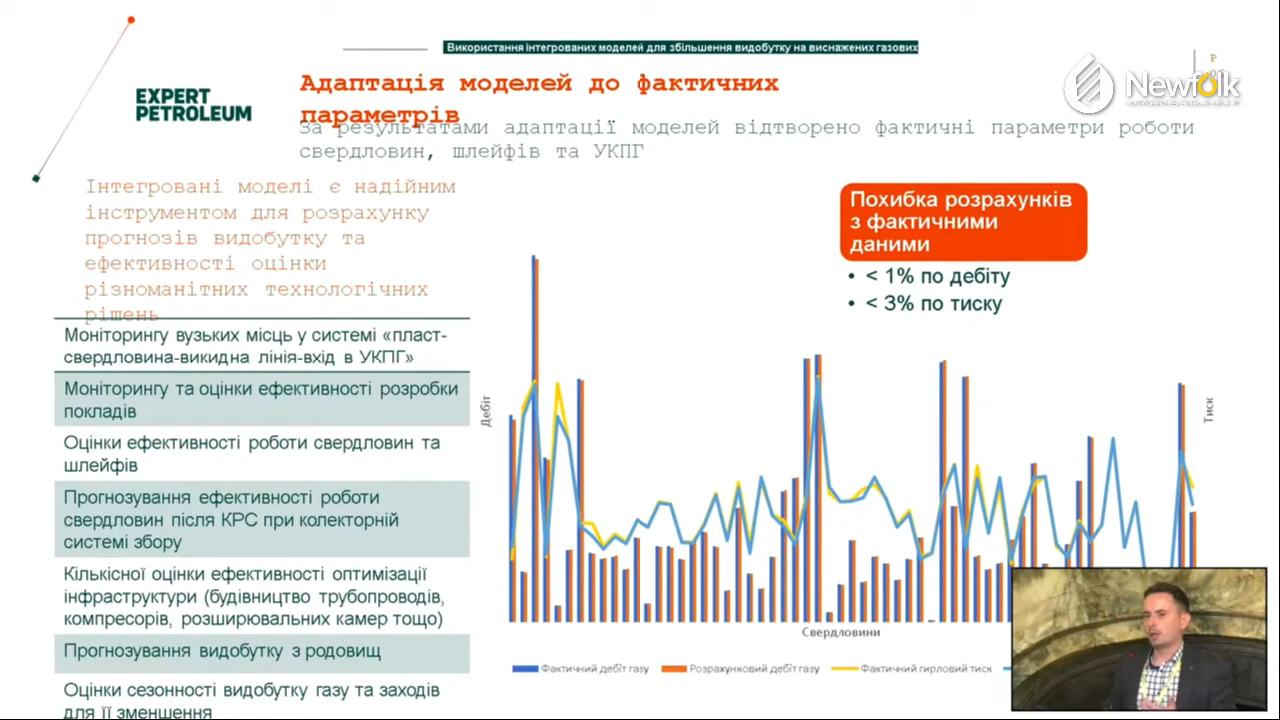 Використання інтегрованих моделей для збільшення видобутку на виснажених газових
Р
Newfolk
EXPERT
PETROLEUM
Адаптація моделей до фактичних
параметрів
За результатами адаптації моделей відтворено фактичні параметри роботи
свердловин, шлейфів та УКПГ
Інтегровані моделі є надійним
інструментом для розрахунку
прогнозів видобутку та
ефективності оцінки
різноманітних технологічних
рішень
Моніторингу вузьких місць у системі «пласт-
свердловина-викидна лінія-вхід в УКПГ»
Моніторингу та оцінки ефективності розробки
покладів
Оцінки ефективності роботи свердловин та
шлейфів
Прогнозування ефективності роботи
свердловин після КРС при колекторній
системі збору
Кількісної оцінки ефективності оптимізації
інфраструктури (будівництво трубопроводів,
компресорів, розширювальних камер тощо)
Прогнозування видобутку з родовищ
Оцінки сезонності видобутку газу та заходів
для її зменшення
Похибка розрахунків
з фактичними
даними
• < 1% по дебіту
• < 3% по тиску
Дебіт
Тиск
Свердловини
Фактичний дебіт газу
Розрахунковий дебіт газу
Фактичний гирловий тиск